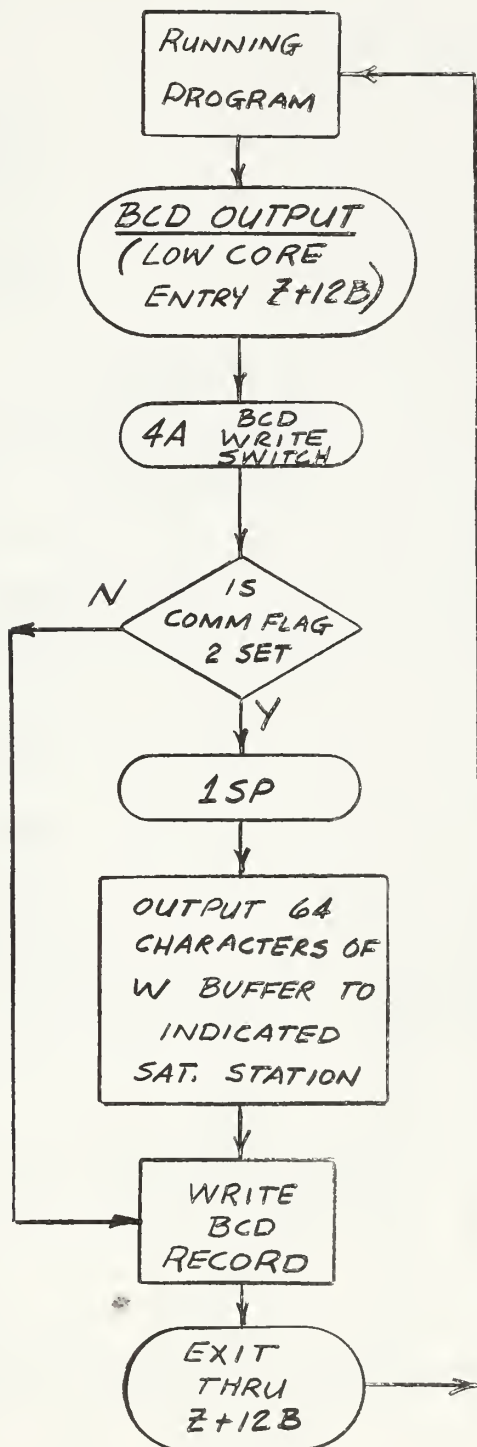 RUNNING
PROGRAM
BCD OUTPUT
(LOW CORE
ENTRY Z+12B)
4A BCD
WRITE
SWITCH
IS
COMM FLAG
2 SET
N
Y
1SP
OUTPUT 64
CHARACTERS OF
W BUFFER TO
INDICATED
SAT. STATION
WRITE
BCD
RECORD
EXIT
THRU
Z+12B